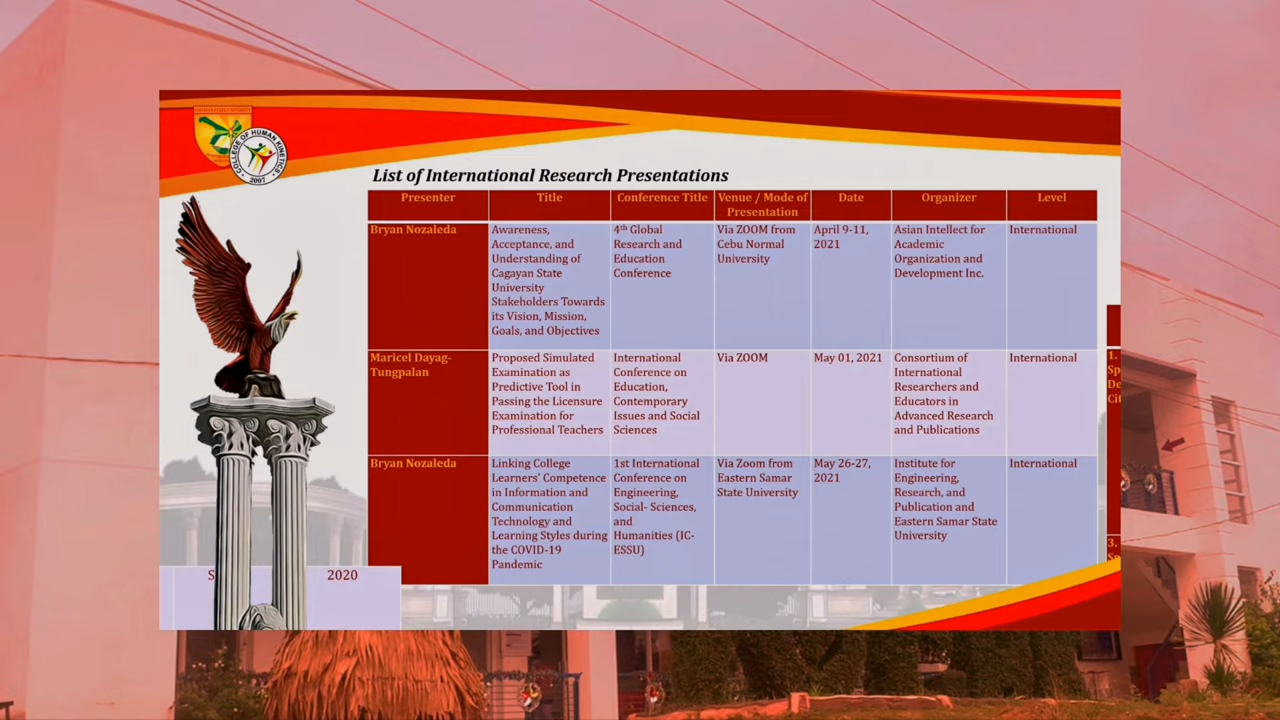 COLLEGE OF HUMAN KINETICS
2007
List of International Research Presentations
Presenter
Title
Conference Title
Venue / Mode of
Presentation
Date
Organizer
Level
Bryan Nozaleda
Awareness,
Acceptance, and
Understanding of
Cagayan State
University
Stakeholders Towards
its Vision, Mission,
Goals, and Objectives
4th Global
Research and
Education
Conference
Via ZOOM from
Cebu Normal
University
April 9-11,
2021
Asian Intellect for
Academic
Organization and
Development Inc.
International
Maricel Dayag-
Tungpalan
Proposed Simulated
Examination as
Predictive Tool in
Passing the Licensure
Examination for
Professional Teachers
International
Conference on
Education,
Contemporary
Issues and Social
Sciences
Via ZOOM
May 01, 2021
Consortium of
International
Researchers and
Educators in
Advanced Research
and Publications
International
Bryan Nozaleda
Linking College
Learners' Competence
in Information and
Communication
Technology and
Learning Styles during
the COVID-19
Pandemic
1st International
Conference on
Engineering,
Social- Sciences,
and
Humanities (IC-
ESSU)
Via Zoom from
Eastern Samar
State University
May 26-27,
2021
Institute for
Engineering,
Research, and
Publication and
Eastern Samar State
University
International
2020
1.
3.